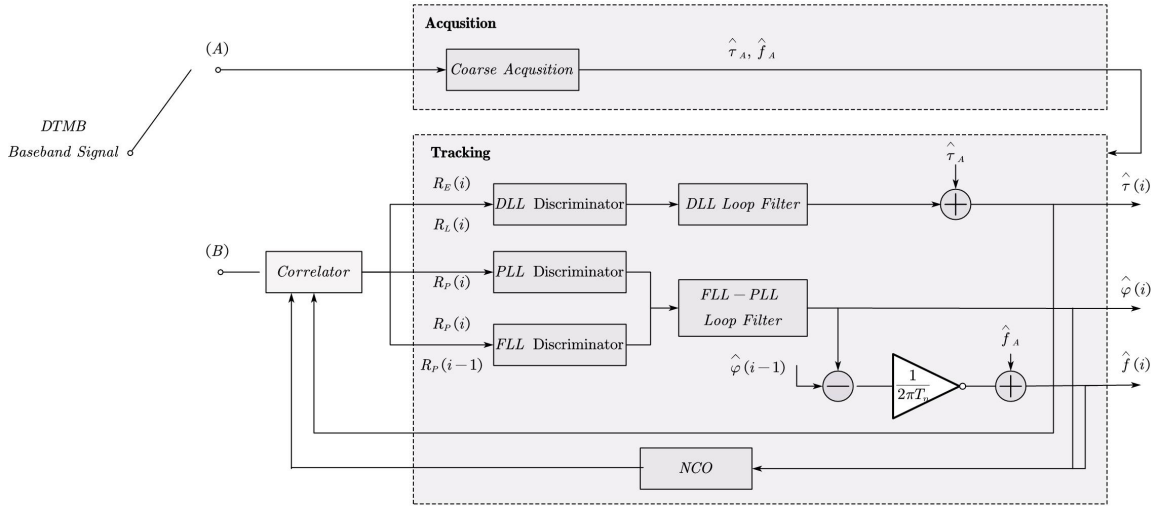 Acqusition
(A)
Coarse Acqusition
τ̂_A, f̂_A
DTMB
Baseband Signal
Tracking
τ̂_A
R_E(i)
DLL Discriminator
DLL Loop Filter
τ̂(i)
R_L(i)
(B)
Correlator
PLL Discriminator
R_P(i)
FLL − PLL
Loop Filter
φ̂(i)
R_P(i)
FLL Discriminator
R_P(i−1)
f̂_A
φ̂(i−1)
−
1
2πT_p
f̂(i)
NCO